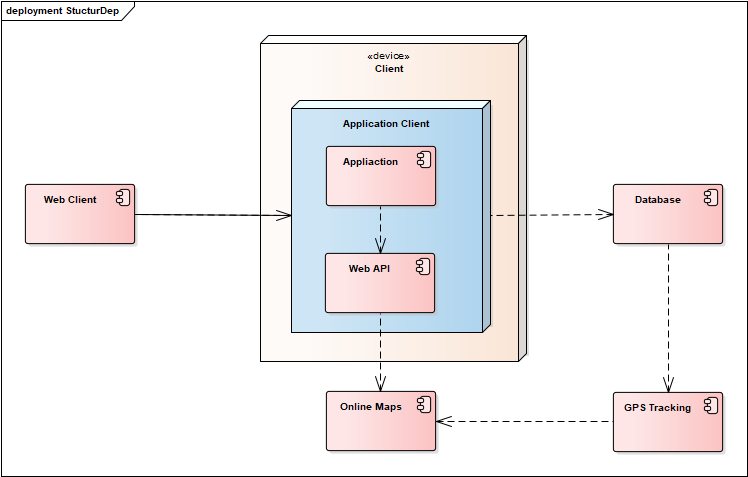 deployment StucturDep
«device»
Client
Application Client
Appliaction
Web Client
Database
Web API
Online Maps
GPS Tracking